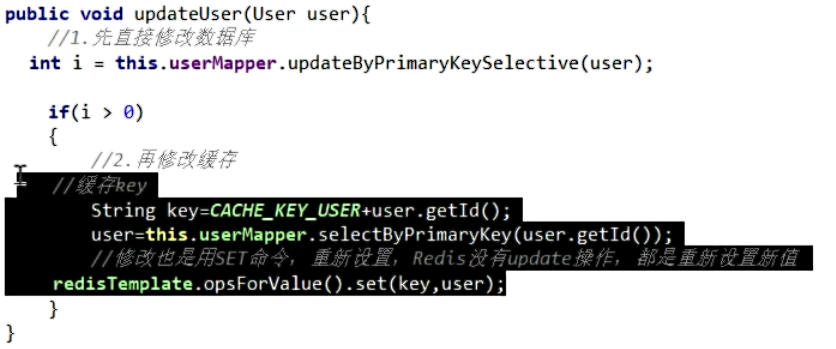 public void updateUser(User user){
//1.先直接修改数据库
int i = this.userMapper.updateByPrimaryKeySelective(user);
if(i > 0)
{
//2.再修改缓存
//缓存key
String key=CACHE_KEY_USER+user.getId();
user=this.userMapper.selectByPrimaryKey(user.getId());
//修改也是用SET命令，重新设置，Redis没有update操作，都是重新设置新值
redisTemplate.opsForValue().set(key,user);
}
}